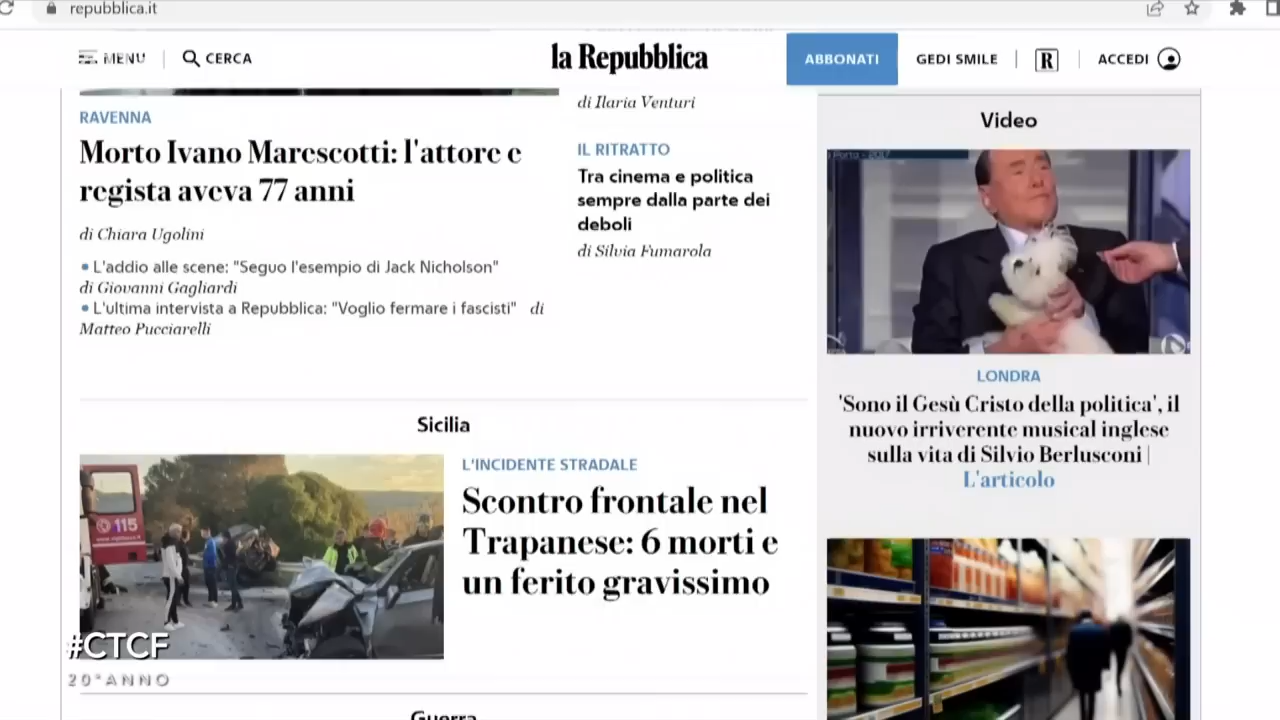 repubblica.it
MENU
CERCA
la Repubblica
ABBONATI
GEDI SMILE
R
ACCEDI
RAVENNA
Morto Ivano Marescotti: l'attore e
regista aveva 77 anni
di Chiara Ugolini
L'addio alle scene: "Seguo l'esempio di Jack Nicholson"
di Giovanni Gagliardi
L'ultima intervista a Repubblica: "Voglio fermare i fascisti" di
Matteo Pucciarelli
di Ilaria Venturi
IL RITRATTO
Tra cinema e politica
sempre dalla parte dei
deboli
di Silvia Fumarola
Video
LONDRA
'Sono il Gesù Cristo della politica', il
nuovo irriverente musical inglese
sulla vita di Silvio Berlusconi |
L'articolo
Sicilia
115
L'INCIDENTE STRADALE
Scontro frontale nel
Trapanese: 6 morti e
un ferito gravissimo
#CTCF
20°ANNO
Guerra